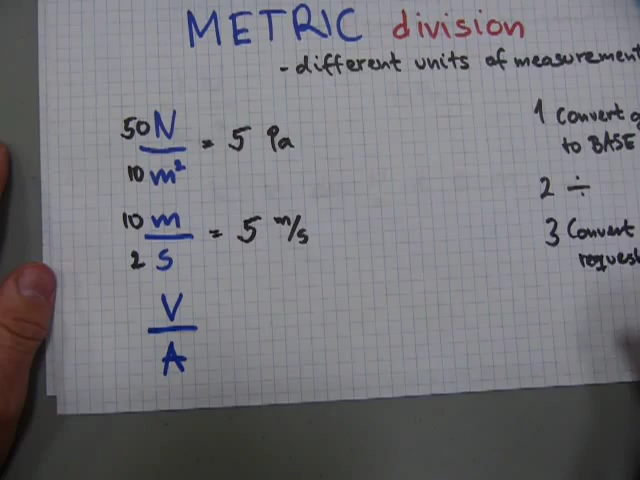 METRIC division
- different units of measurement
50 N
10 m² = 5 Pa
10 m
2 s = 5 m/s
V
A
1 Convert
to BASE
2 ÷
3 Convert